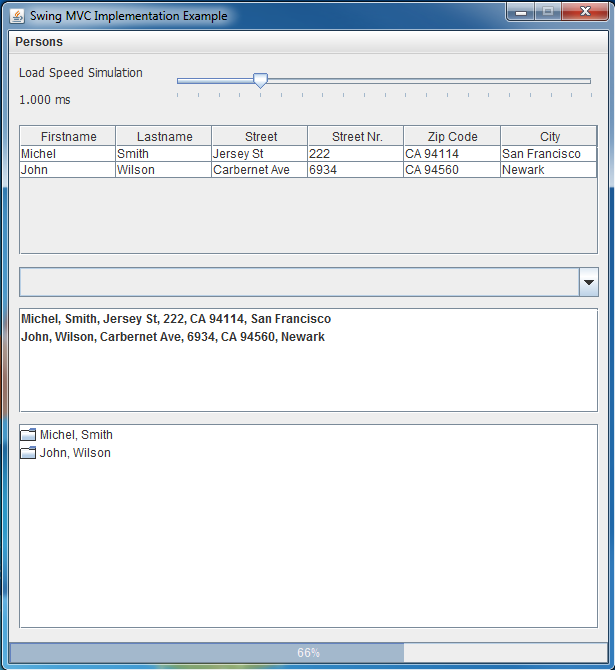 Swing MVC Implementation Example
Persons
Load Speed Simulation
1.000 ms
Firstname Lastname Street Street Nr. Zip Code City
Michel Smith Jersey St 222 CA 94114 San Francisco
John Wilson Carbernet Ave 6934 CA 94560 Newark
Michel, Smith, Jersey St, 222, CA 94114, San Francisco
John, Wilson, Carbernet Ave, 6934, CA 94560, Newark
Michel, Smith
John, Wilson
66%